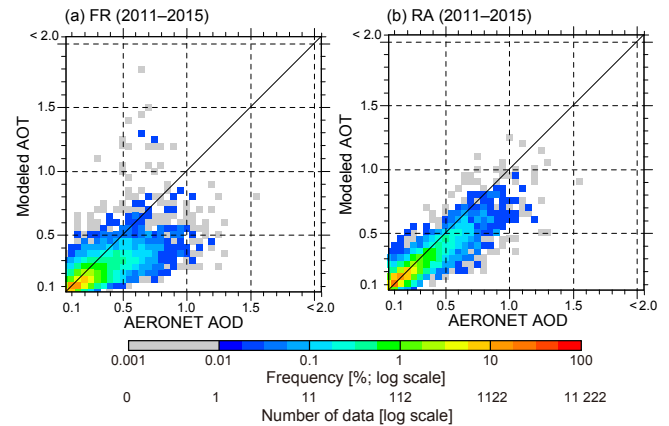 (a) FR (2011–2015)
(b) RA (2011–2015)
< 2.0
1.5
1.0
0.5
0.1
Modeled AOT
0.1 0.5 1.0 1.5 <2.0
AERONET AOD
< 2.0
1.5
1.0
0.5
0.1
Modeled AOT
0.1 0.5 1.0 1.5 <2.0
AERONET AOD
0.001 0.01 0.1 1 10 100
Frequency [%; log scale]
0 1 11 112 1122 11 222
Number of data [log scale]